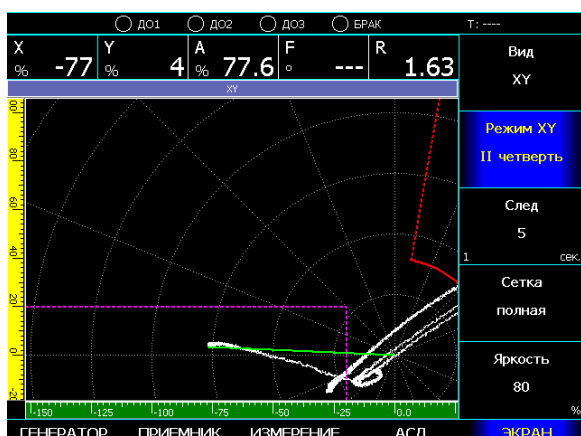 ДО1 ДО2 ДО3 БРАК T: ----
X % -77 Y % 4 A % 77.6 F ° --- R 1.63
XY
Вид
XY
Режим XY
II четверть
След
5
1 сек.
Сетка
полная
Яркость
80
%
100
80
60
40
20
0
-20
-150 -125 -100 -75 -50 -25 0.0
ГЕНЕРАТОР ПРИЕМНИК ИЗМЕРЕНИЕ АСД ЭКРАН